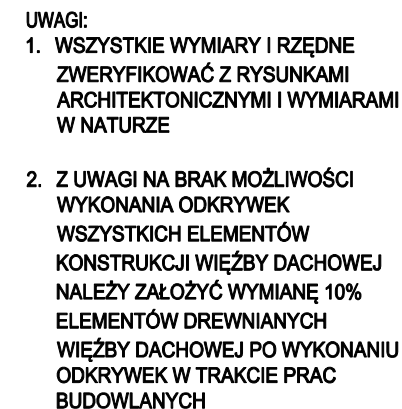 UWAGI:
1. WSZYSTKIE WYMIARY I RZĘDNE
ZWERYFIKOWAĆ Z RYSUNKAMI
ARCHITEKTONICZNYMI I WYMIARAMI
W NATURZE
2. Z UWAGI NA BRAK MOŻLIWOŚCI
WYKONANIA ODKRYWEK
WSZYSTKICH ELEMENTÓW
KONSTRUKCJI WIĘŹBY DACHOWEJ
NALEŻY ZAŁOŻYĆ WYMIANĘ 10%
ELEMENTÓW DREWNIANYCH
WIĘŹBY DACHOWEJ PO WYKONANIU
ODKRYWEK W TRAKCIE PRAC
BUDOWLANYCH